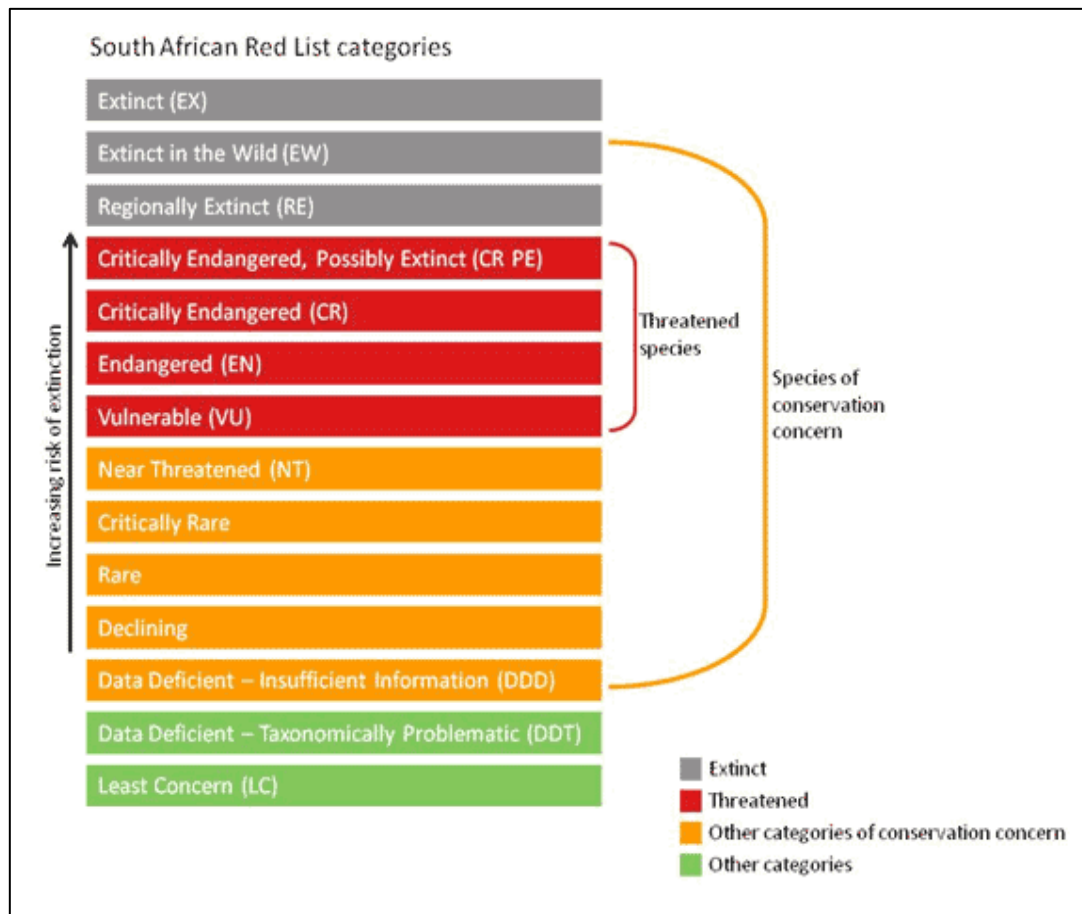 South African Red List categories
Extinct (EX)
Extinct in the Wild (EW)
Regionally Extinct (RE)
Critically Endangered, Possibly Extinct (CR PE)
Critically Endangered (CR)
Endangered (EN)
Vulnerable (VU)
Near Threatened (NT)
Critically Rare
Rare
Declining
Data Deficient – Insufficient Information (DDD)
Data Deficient – Taxonomically Problematic (DDT)
Least Concern (LC)
Increasing risk of extinction
Threatened
species
Species of
conservation
concern
Extinct
Threatened
Other categories of conservation concern
Other categories